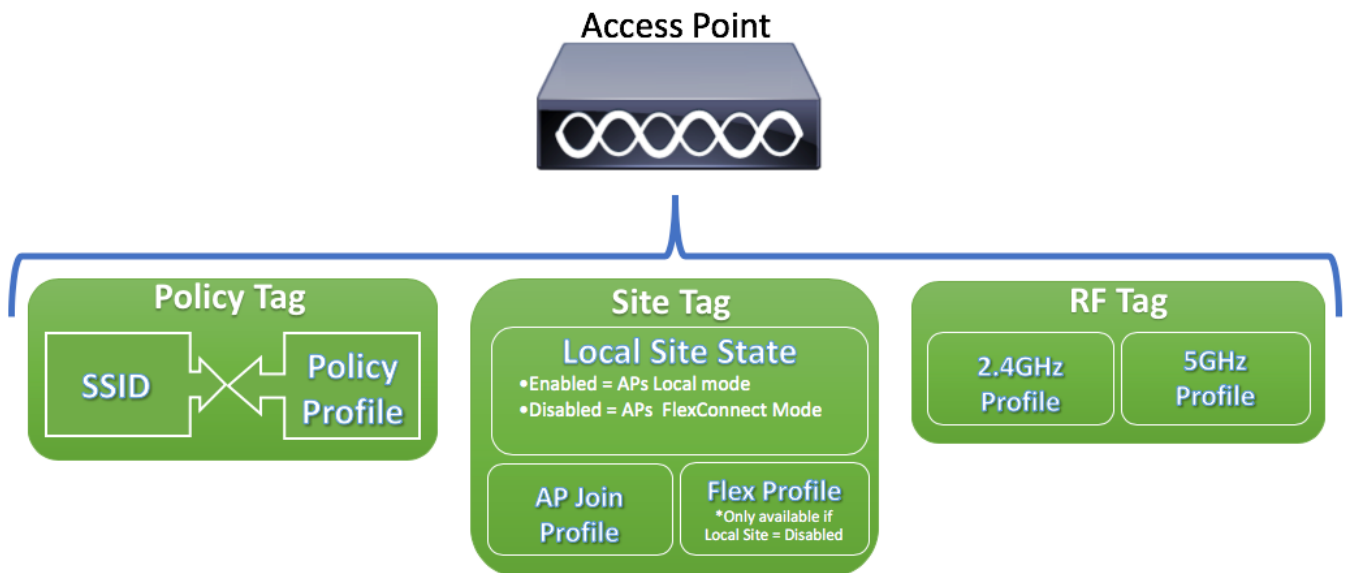 Access Point
Policy Tag
SSID
Policy
Profile
Site Tag
Local Site State
•Enabled = APs Local mode
•Disabled = APs FlexConnect Mode
AP Join
Profile
Flex Profile
*Only available if
Local Site = Disabled
RF Tag
2.4GHz
Profile
5GHz
Profile